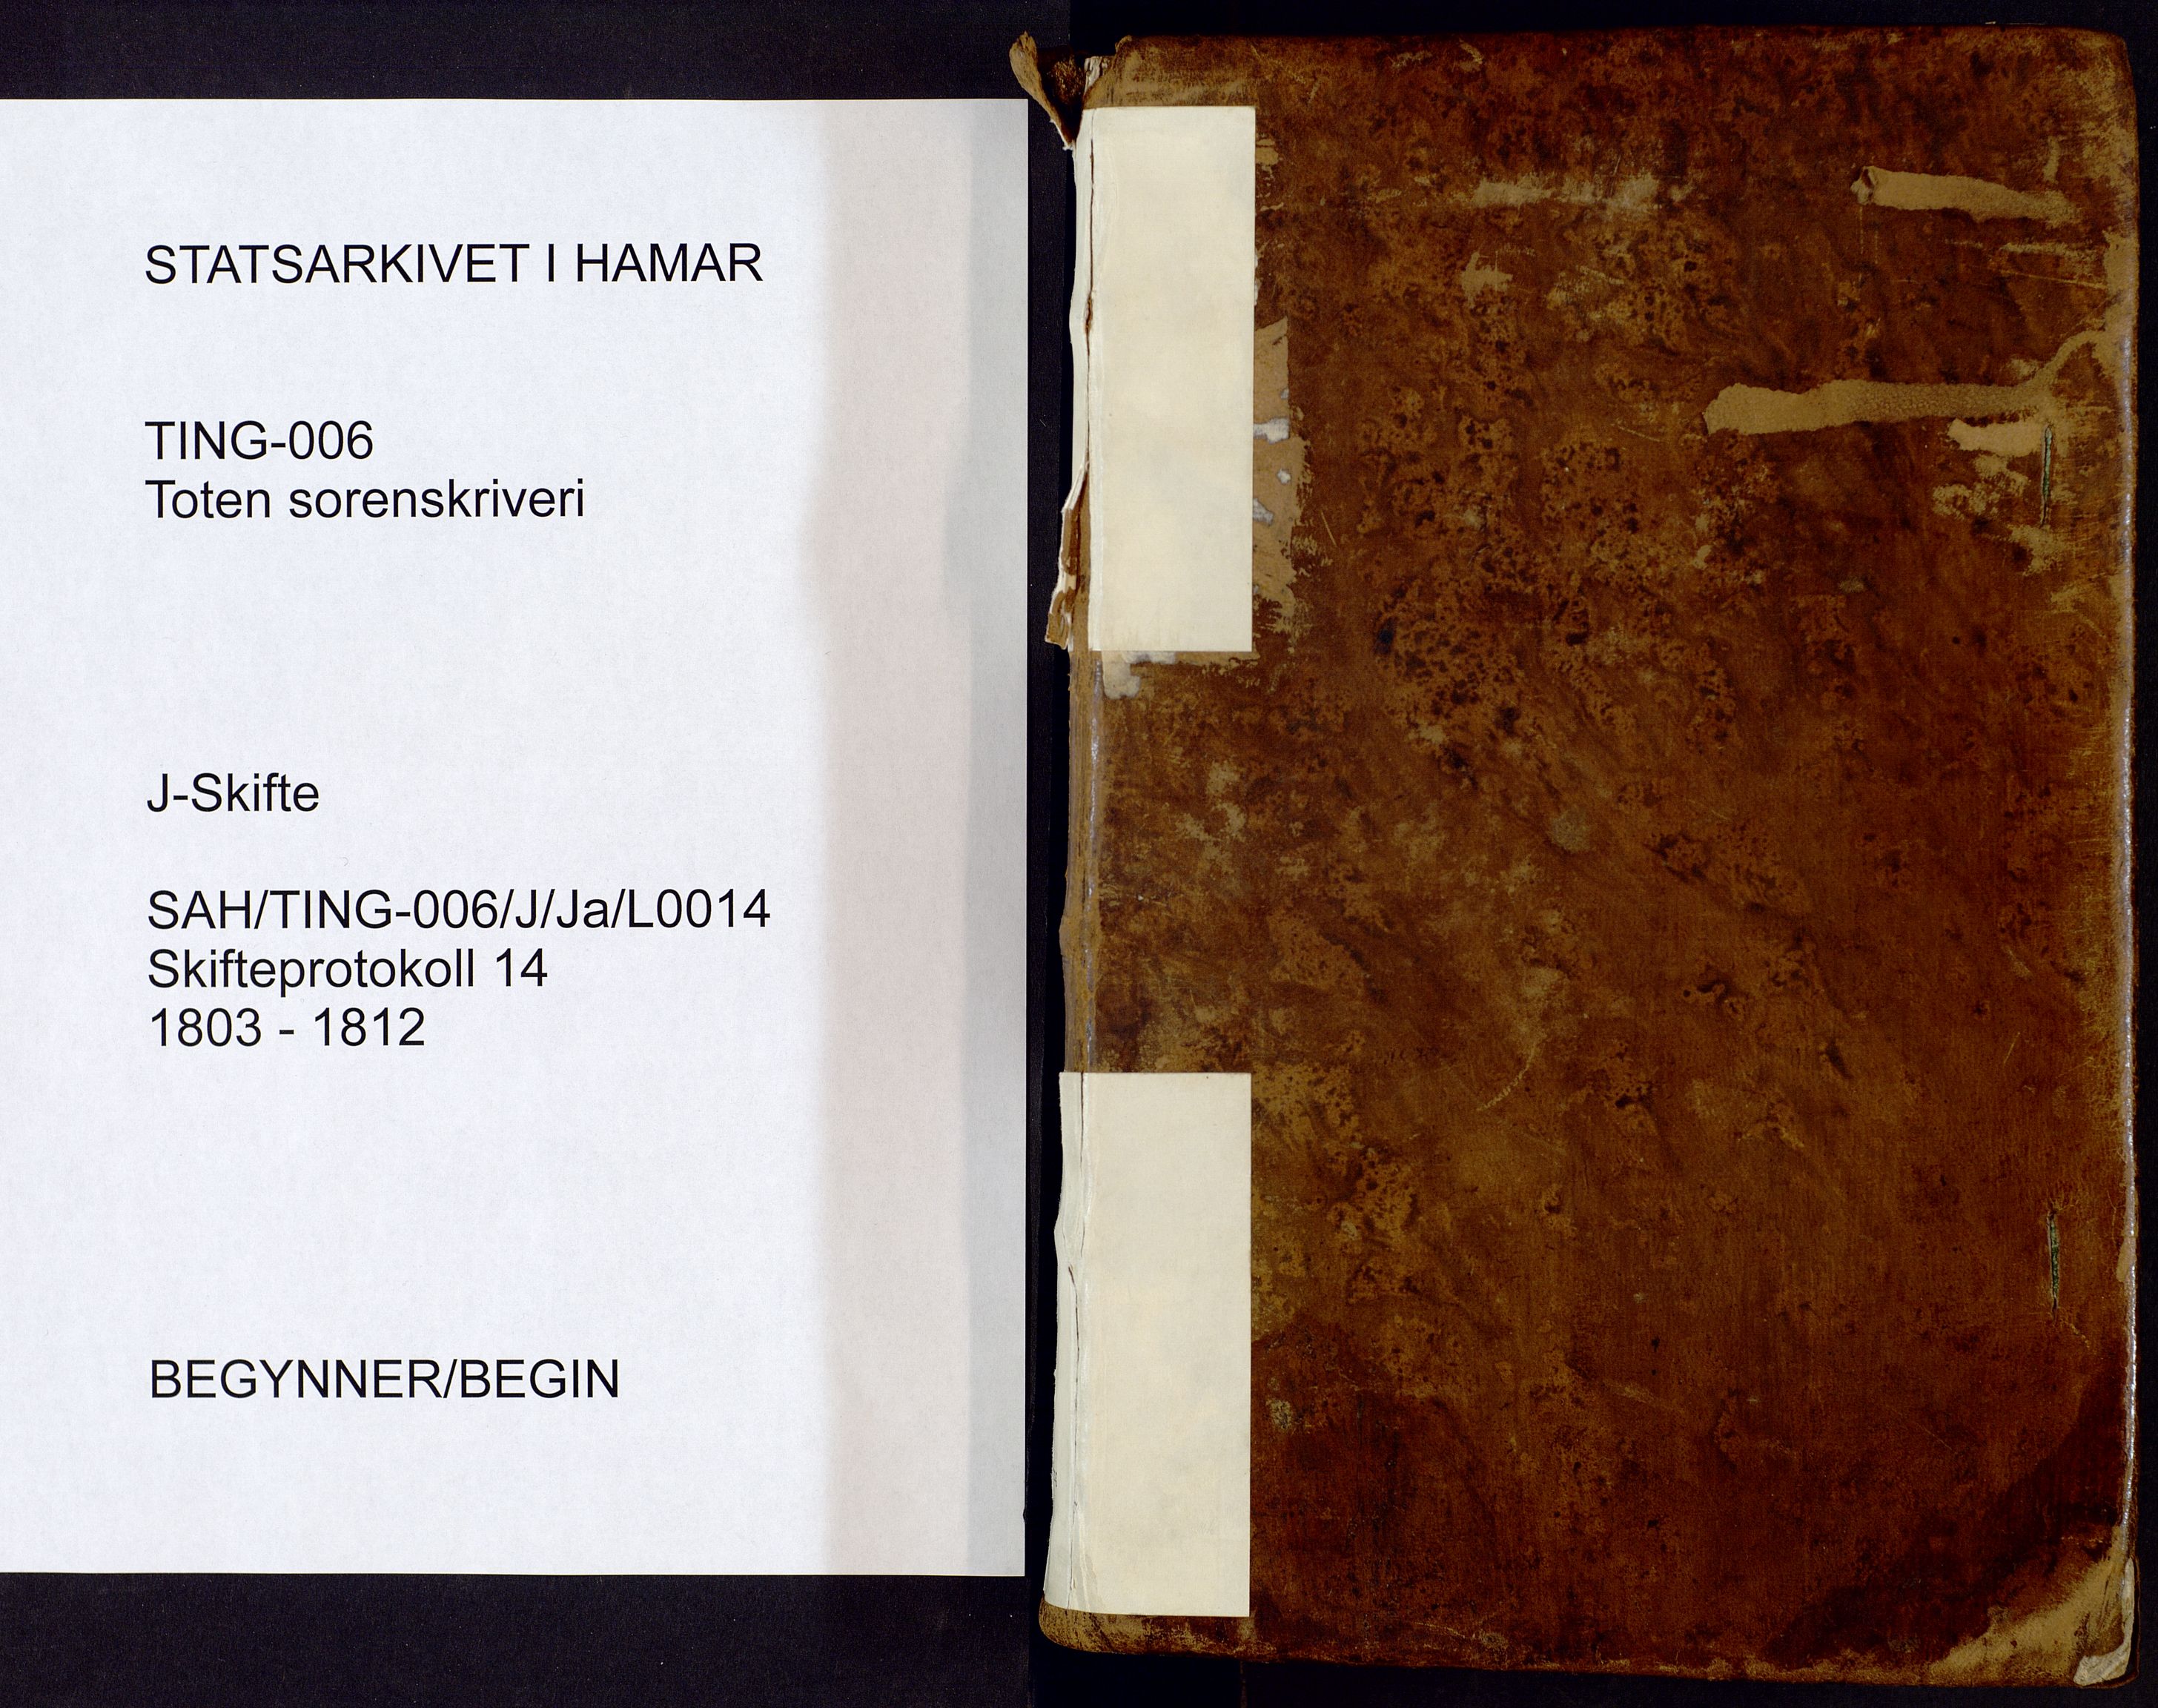 STATSARKIVET I HAMAR
TING-006
Toten sorenskriveri
J-Skifte
SAH/TING-006/J/Ja/L0014
Skifteprotokoll 14
1803 - 1812
BEGYNNER/BEGIN